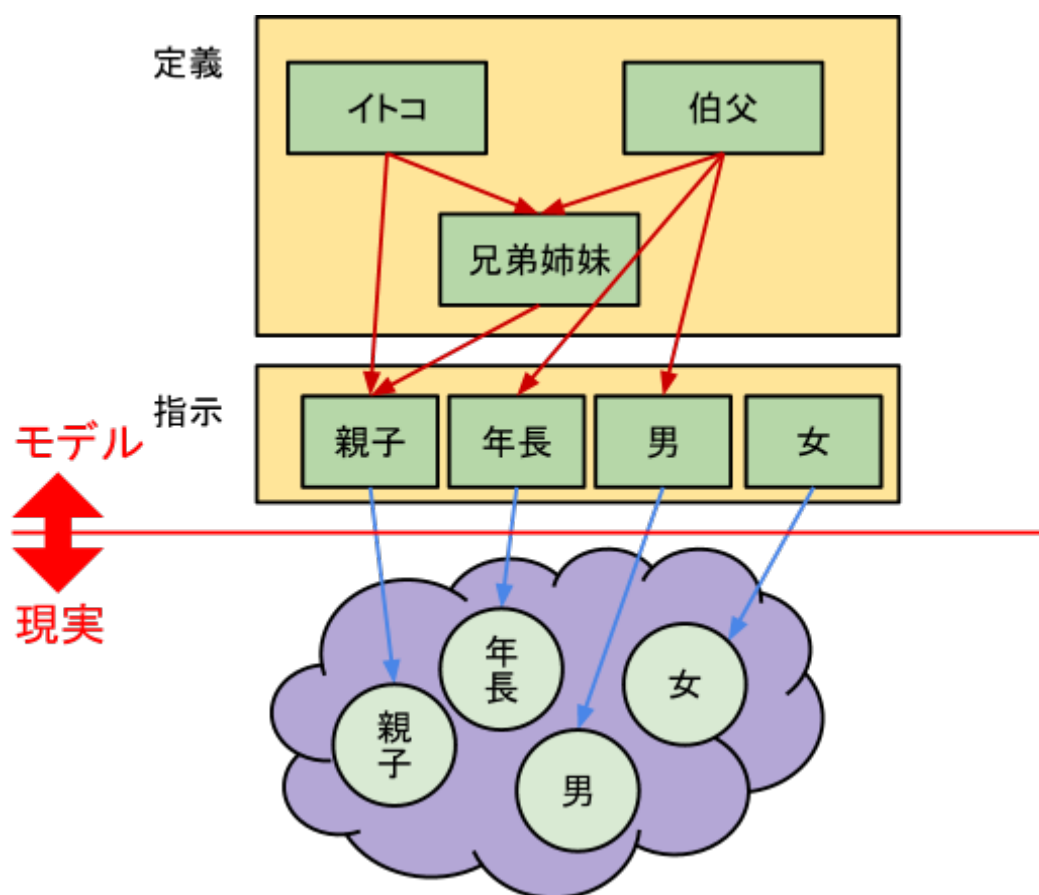 定義
イトコ
伯父
兄弟姉妹
指示
親子
年長
男
女
モデル
現実
年長
女
親子
男